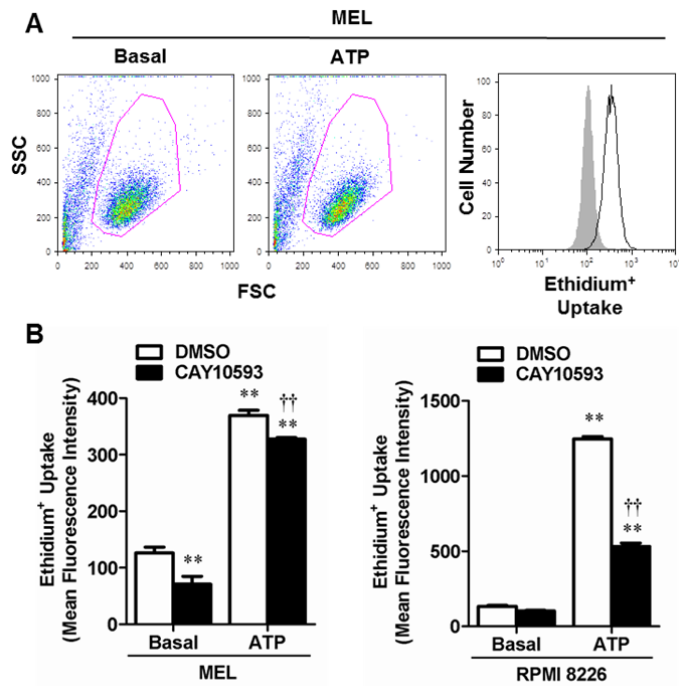 A
MEL
Basal
ATP
SSC
1000
800
600
400
200
0
0 200 400 600 800 1000
1000
800
600
400
200
0
0 200 400 600 800 1000
FSC
Cell Number
100
80
60
40
20
0
10⁰ 10¹ 10² 10³ 10⁴
Ethidium⁺
Uptake
B
DMSO
CAY10593
Ethidium⁺ Uptake
(Mean Fluorescence Intensity)
400
300
200
100
0
**
**
††
**
Basal ATP
MEL
DMSO
CAY10593
Ethidium⁺ Uptake
(Mean Fluorescence Intensity)
1500
1000
500
0
**
††
**
Basal ATP
RPMI 8226